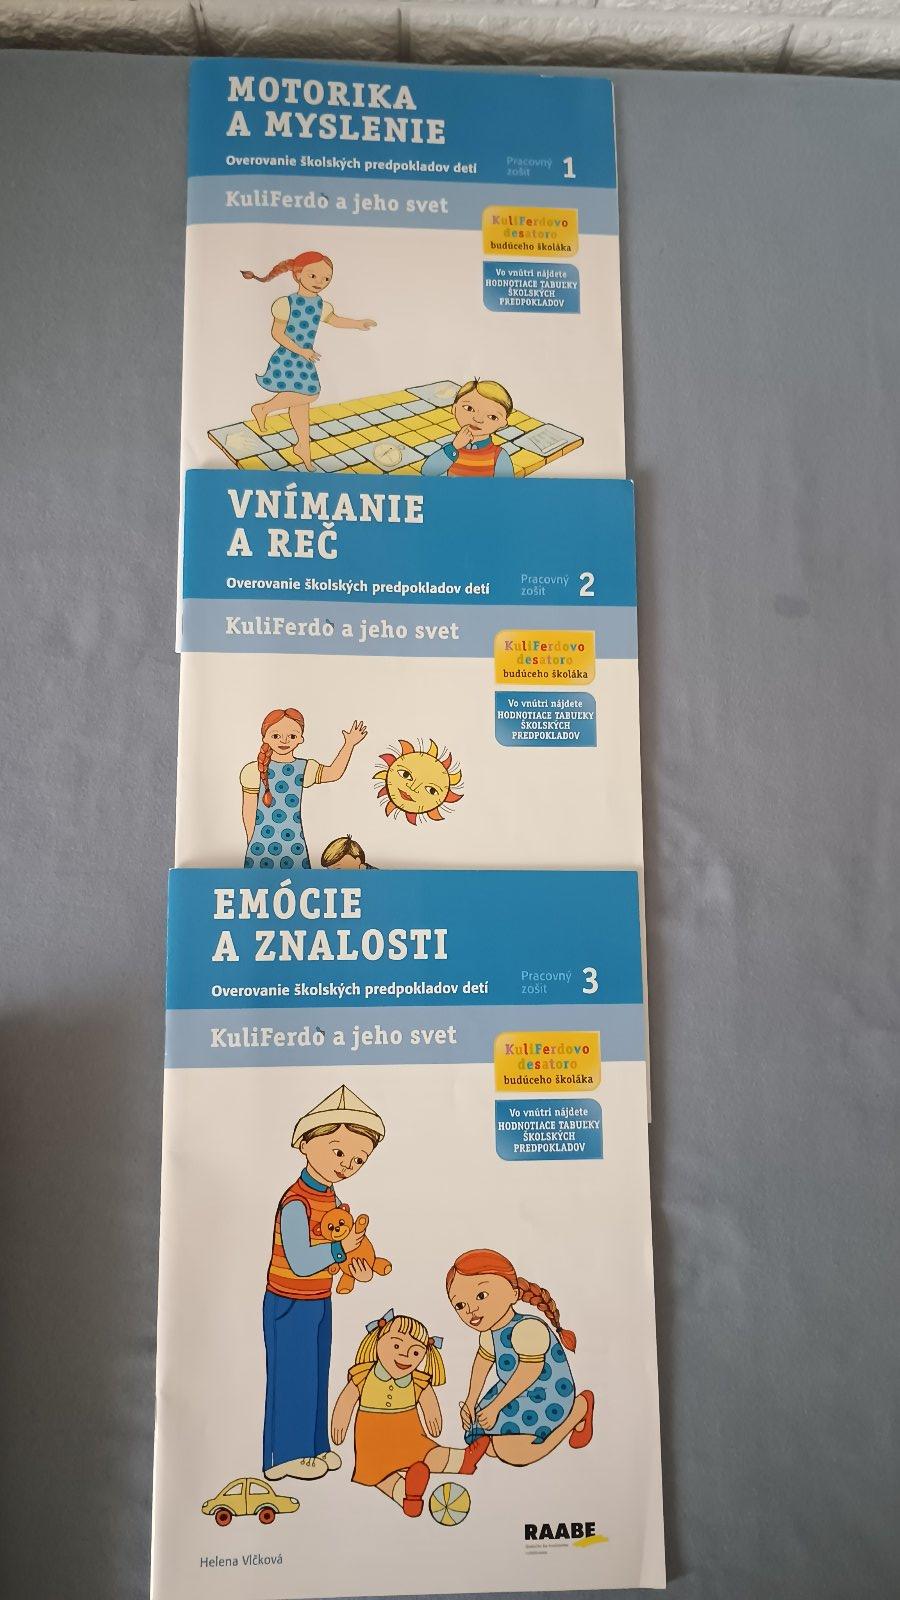 MOTORIKA
A MYSLENIE
Overovanie školských predpokladov detí
Pracovný
zošit
1
KuliFerdo a jeho svet
KuliFerdovo
desatoro
budúceho školáka
Vo vnútri nájdete
HODNOTIACE TABUĽKY
ŠKOLSKÝCH
PREDPOKLADOV
VNÍMANIE
A REČ
Overovanie školských predpokladov detí
Pracovný
zošit
2
KuliFerdo a jeho svet
KuliFerdovo
desatoro
budúceho školáka
Vo vnútri nájdete
HODNOTIACE TABUĽKY
ŠKOLSKÝCH
PREDPOKLADOV
EMÓCIE
A ZNALOSTI
Overovanie školských predpokladov detí
Pracovný
zošit
3
KuliFerdo a jeho svet
KuliFerdovo
desatoro
budúceho školáka
Vo vnútri nájdete
HODNOTIACE TABUĽKY
ŠKOLSKÝCH
PREDPOKLADOV
RAABE
Helena Vlčková